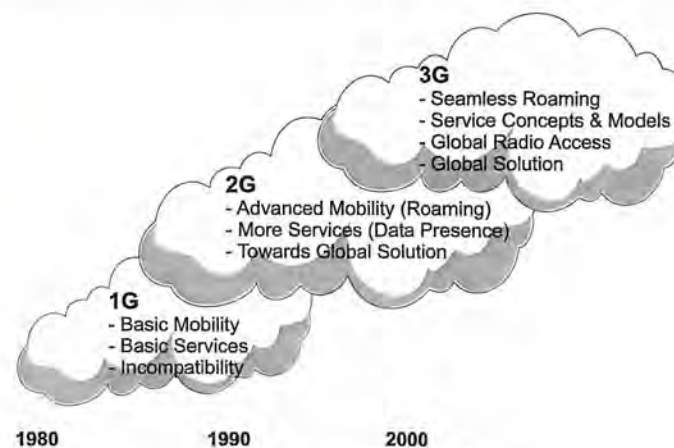 3G
- Seamless Roaming
- Service Concepts & Models
- Global Radio Access
- Global Solution
2G
- Advanced Mobility (Roaming)
- More Services (Data Presence)
- Towards Global Solution
1G
- Basic Mobility
- Basic Services
- Incompatibility
1980 1990 2000